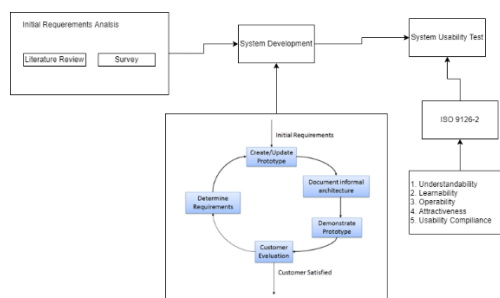 Initial Requerements Analsis
Literature Review
Survey
System Development
System Usability Test
ISO 9126-2
1. Understandability
2. Learnability
3. Operability
4. Attractiveness
5. Usability Compliance
Initial Requirements
Create/Update
Prototype
Document informal
architecture
Determine
Requirements
Demonstrate
Prototype
Customer
Evaluation
Customer Satisfied